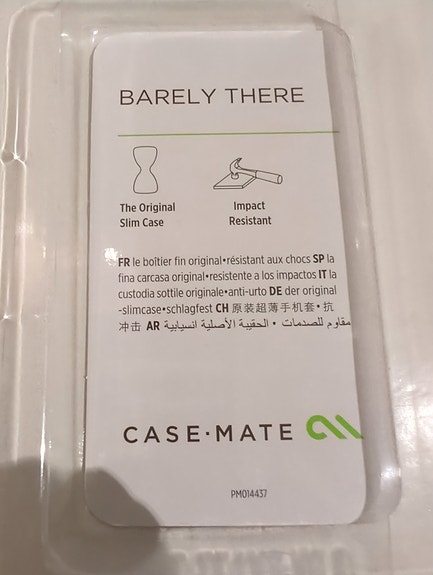 BARELY THERE
The Original
Slim Case
Impact
Resistant
FR le boîtier fin original•résistant aux chocs SP la
fina carcasa original•resistente a los impactos IT la
custodia sottile originale•anti-urto DE der original
-slimcase•schlagfest CH 原装超薄手机套•抗
冲击 AR مقاوم للصدمات • الحقيبة الأصلية انسيابية
CASE·MATE
PM014437